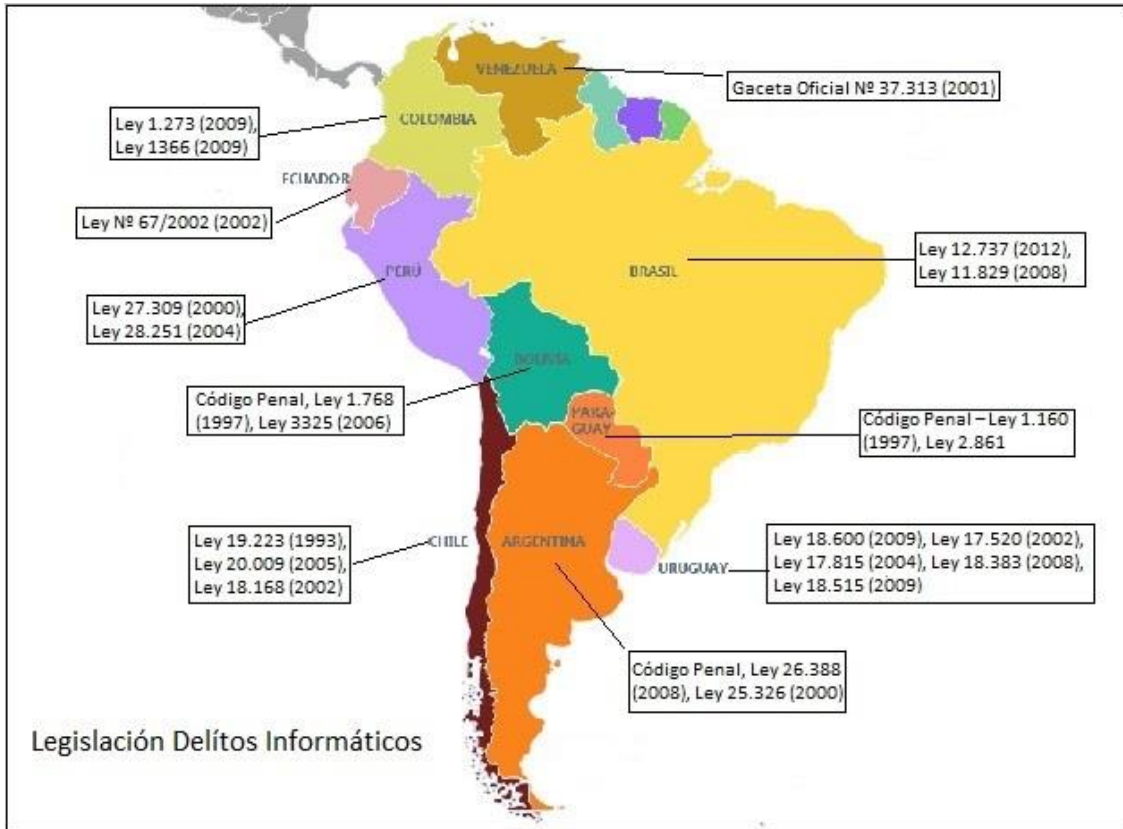 VENEZUELA
Gaceta Oficial Nº 37.313 (2001)
COLOMBIA
Ley 1.273 (2009),
Ley 1366 (2009)
ECUADOR
Ley Nº 67/2002 (2002)
PERÚ
Ley 27.309 (2000),
Ley 28.251 (2004)
BRASIL
Ley 12.737 (2012),
Ley 11.829 (2008)
BOLIVIA
Código Penal, Ley 1.768
(1997), Ley 3325 (2006)
PARA-
GUAY
Código Penal – Ley 1.160
(1997), Ley 2.861
CHILE
Ley 19.223 (1993),
Ley 20.009 (2005),
Ley 18.168 (2002)
ARGENTINA
URUGUAY
Ley 18.600 (2009), Ley 17.520 (2002),
Ley 17.815 (2004), Ley 18.383 (2008),
Ley 18.515 (2009)
Código Penal, Ley 26.388
(2008), Ley 25.326 (2000)
Legislación Delítos Informáticos